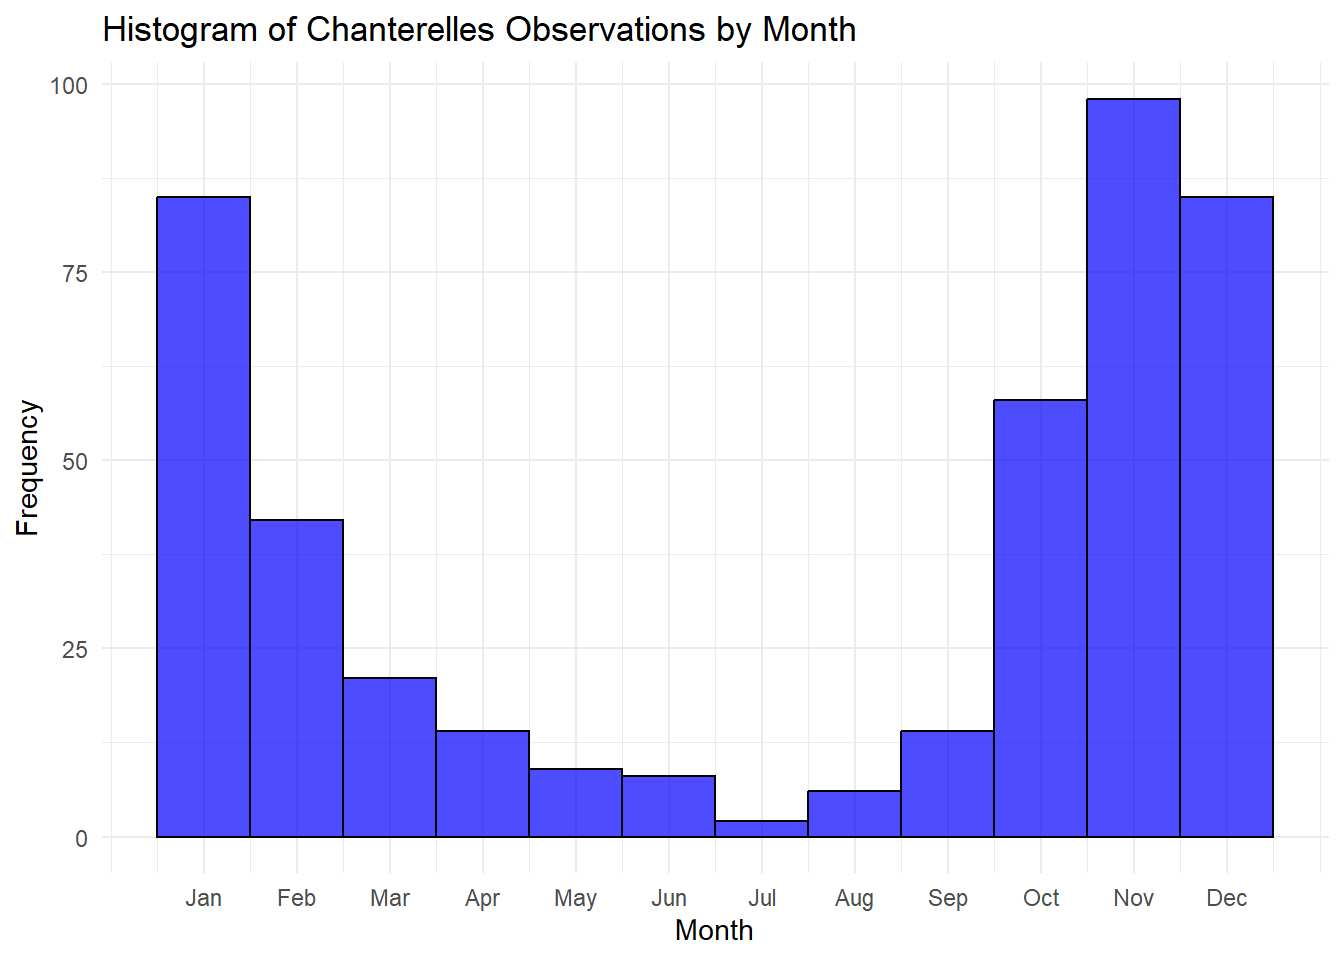 Histogram of Chanterelles Observations by Month
100
75
50
25
0
Frequency
Jan Feb Mar Apr May Jun Jul Aug Sep Oct Nov Dec
Month